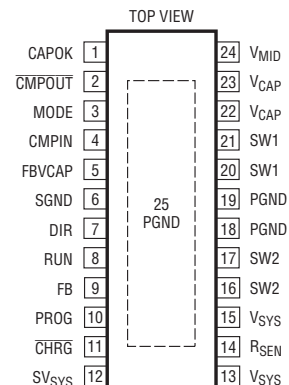 TOP VIEW
CAPOK 1 24 VMID
CMPOUT 2 23 VCAP
MODE 3 22 VCAP
CMPIN 4 21 SW1
FBVCAP 5 20 SW1
SGND 6 19 PGND
DIR 7 18 PGND
RUN 8 17 SW2
FB 9 16 SW2
PROG 10 15 VSYS
CHRG 11 14 RSEN
SVSYS 12 13 VSYS
25
PGND